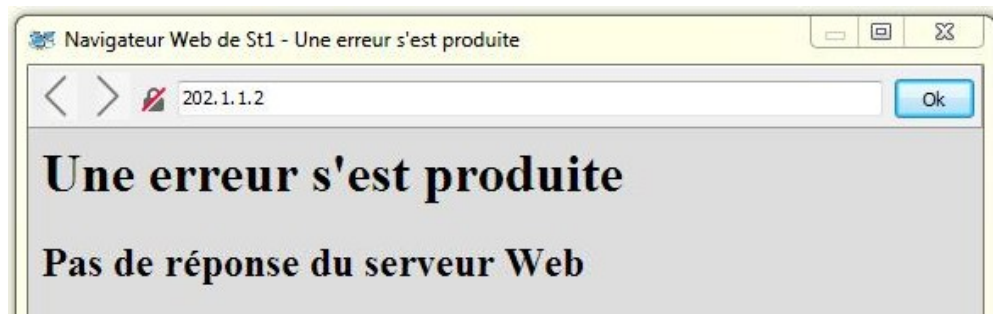 Navigateur Web de St1 - Une erreur s'est produite
202.1.1.2
Ok
Une erreur s'est produite
Pas de réponse du serveur Web